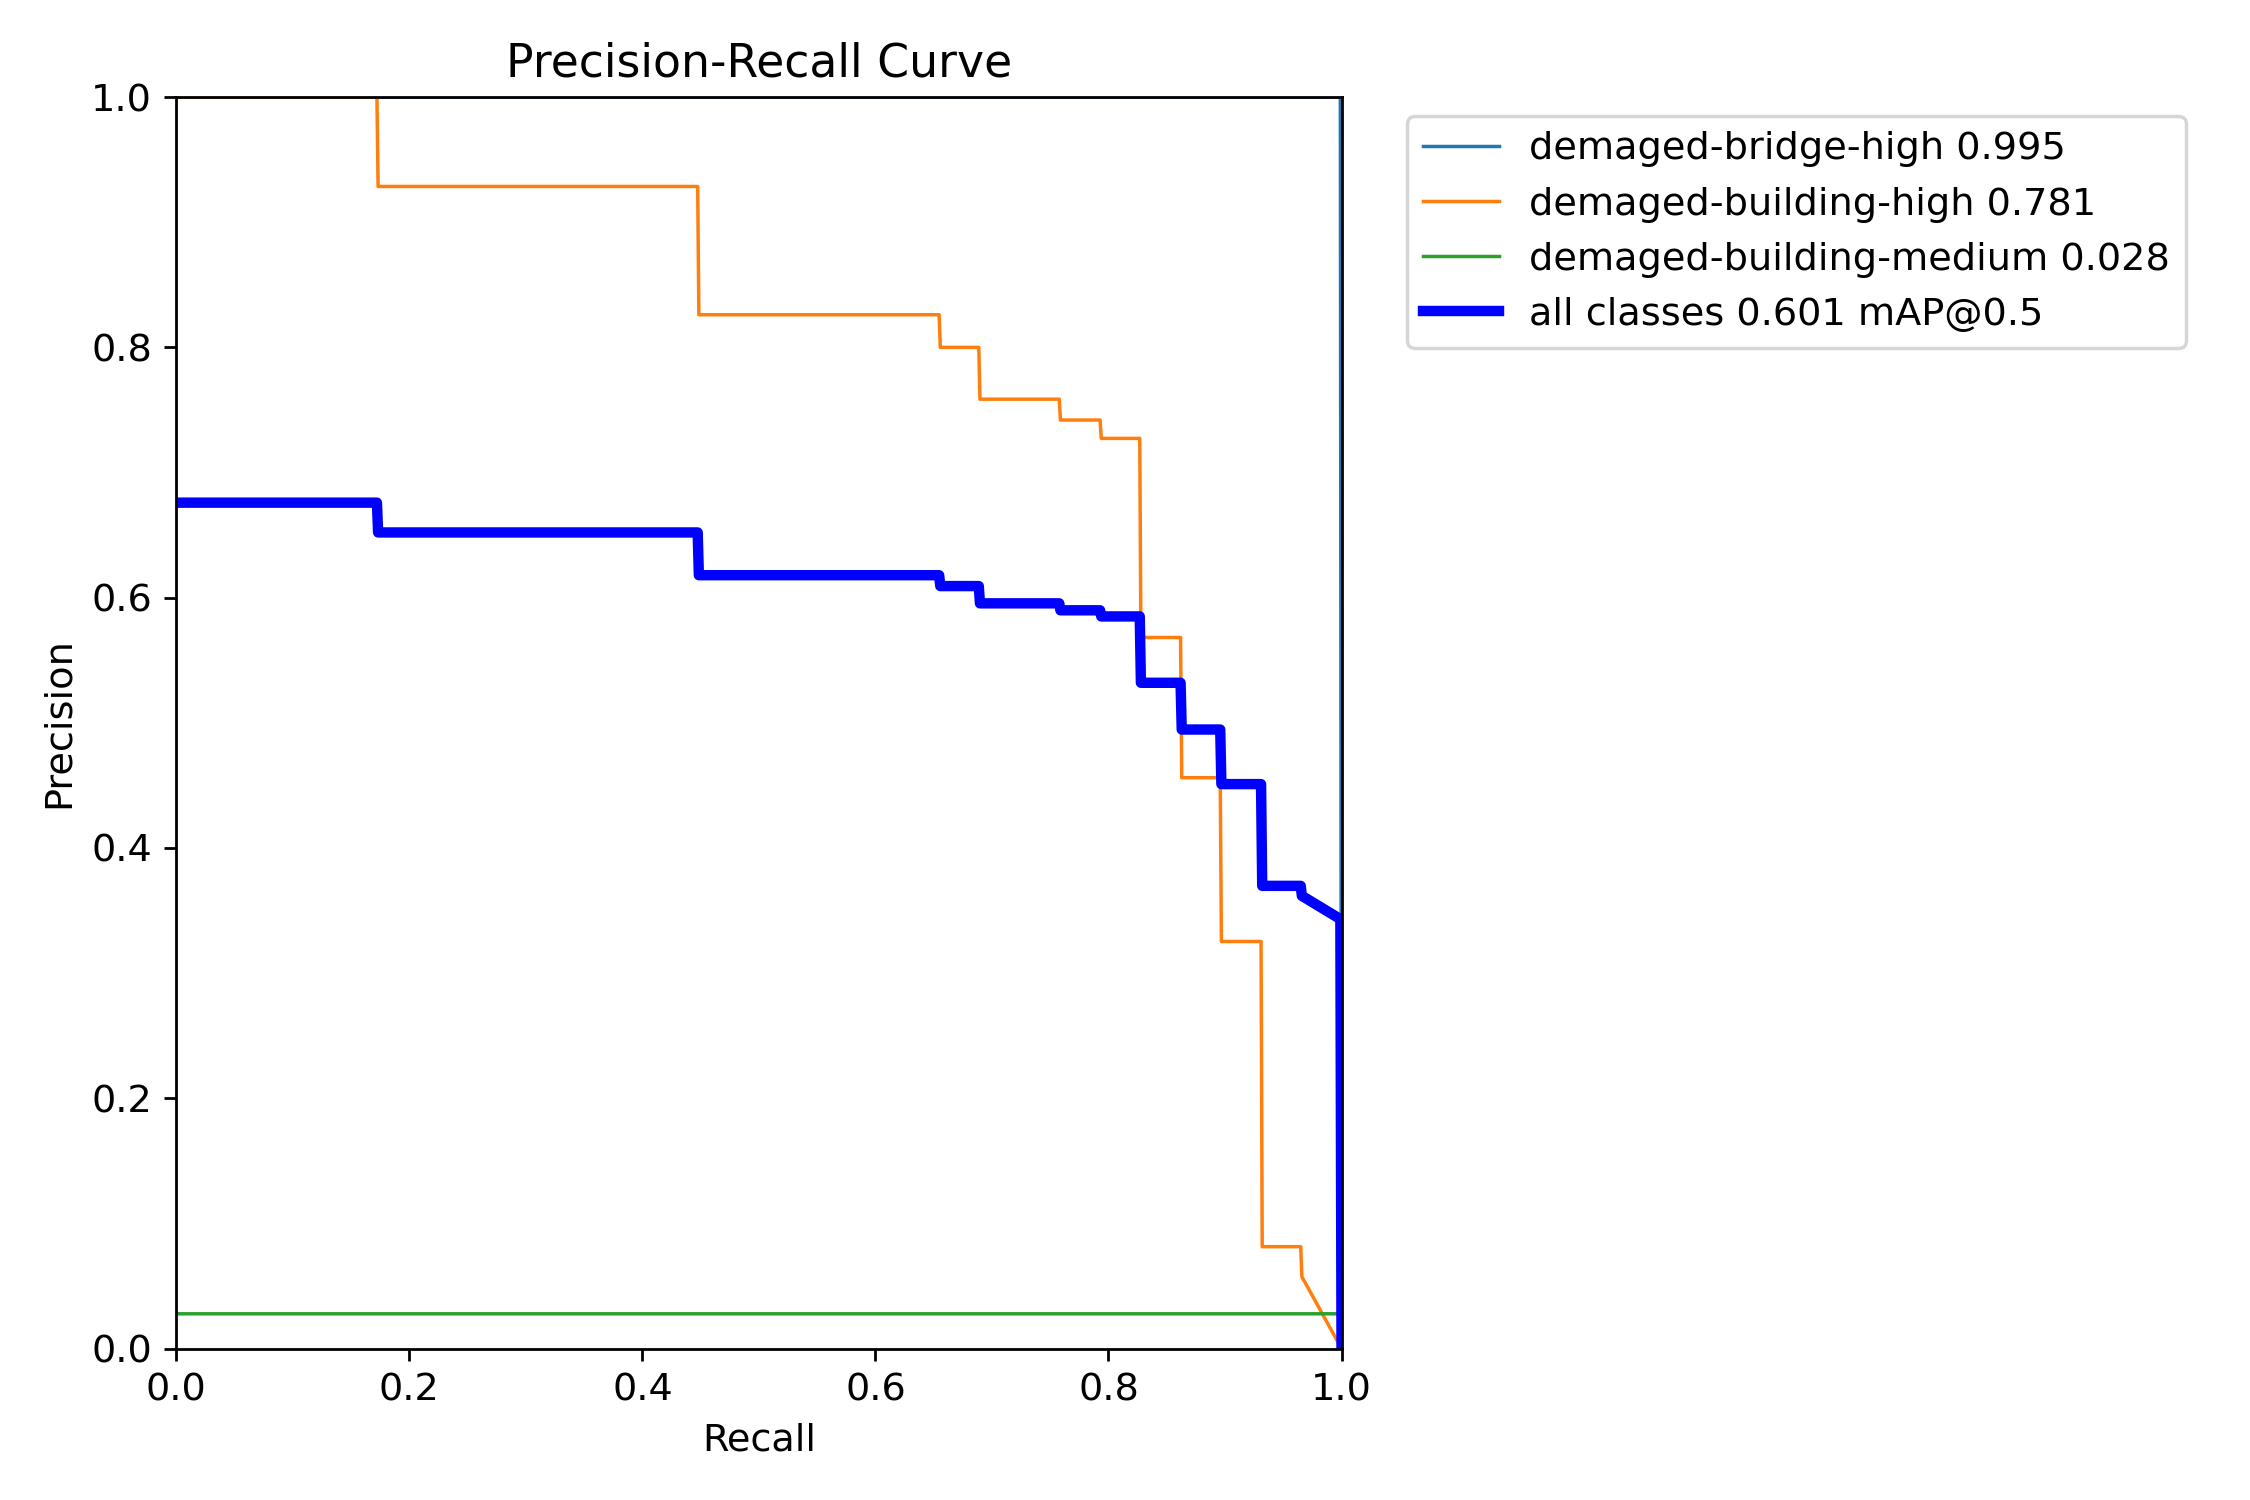 Precision-Recall Curve
1.0
0.8
0.6
0.4
0.2
0.0
Precision
0.0 0.2 0.4 0.6 0.8 1.0
Recall
demaged-bridge-high 0.995
demaged-building-high 0.781
demaged-building-medium 0.028
all classes 0.601 mAP@0.5